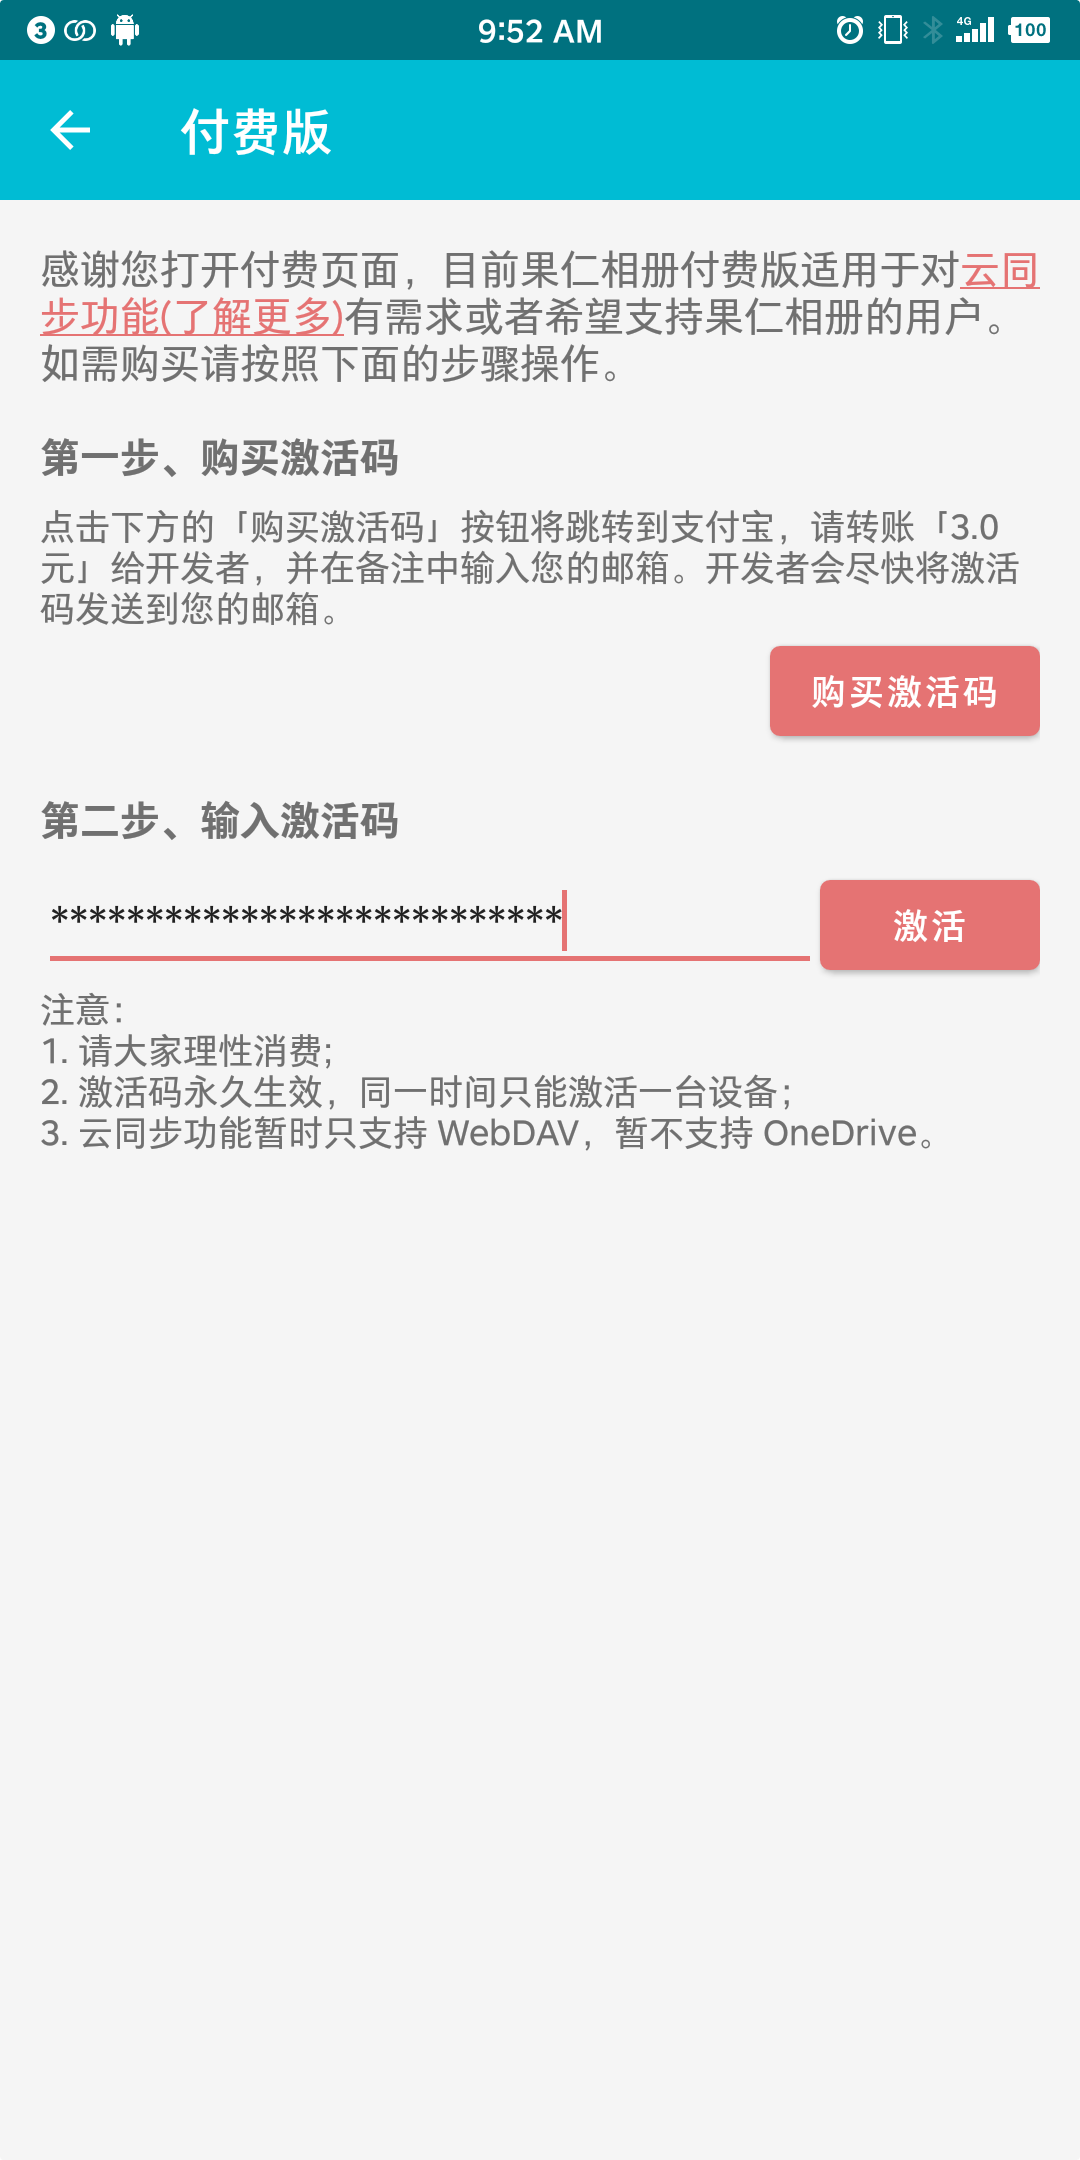 3
9:52 AM
4G
100
付费版
感谢您打开付费页面，目前果仁相册付费版适用于对云同
步功能(了解更多)有需求或者希望支持果仁相册的用户。
如需购买请按照下面的步骤操作。
第一步、购买激活码
点击下方的「购买激活码」按钮将跳转到支付宝，请转账「3.0
元」给开发者，并在备注中输入您的邮箱。开发者会尽快将激活
码发送到您的邮箱。
购买激活码
第二步、输入激活码
***************************
激活
注意：
1. 请大家理性消费；
2. 激活码永久生效，同一时间只能激活一台设备；
3. 云同步功能暂时只支持 WebDAV，暂不支持 OneDrive。